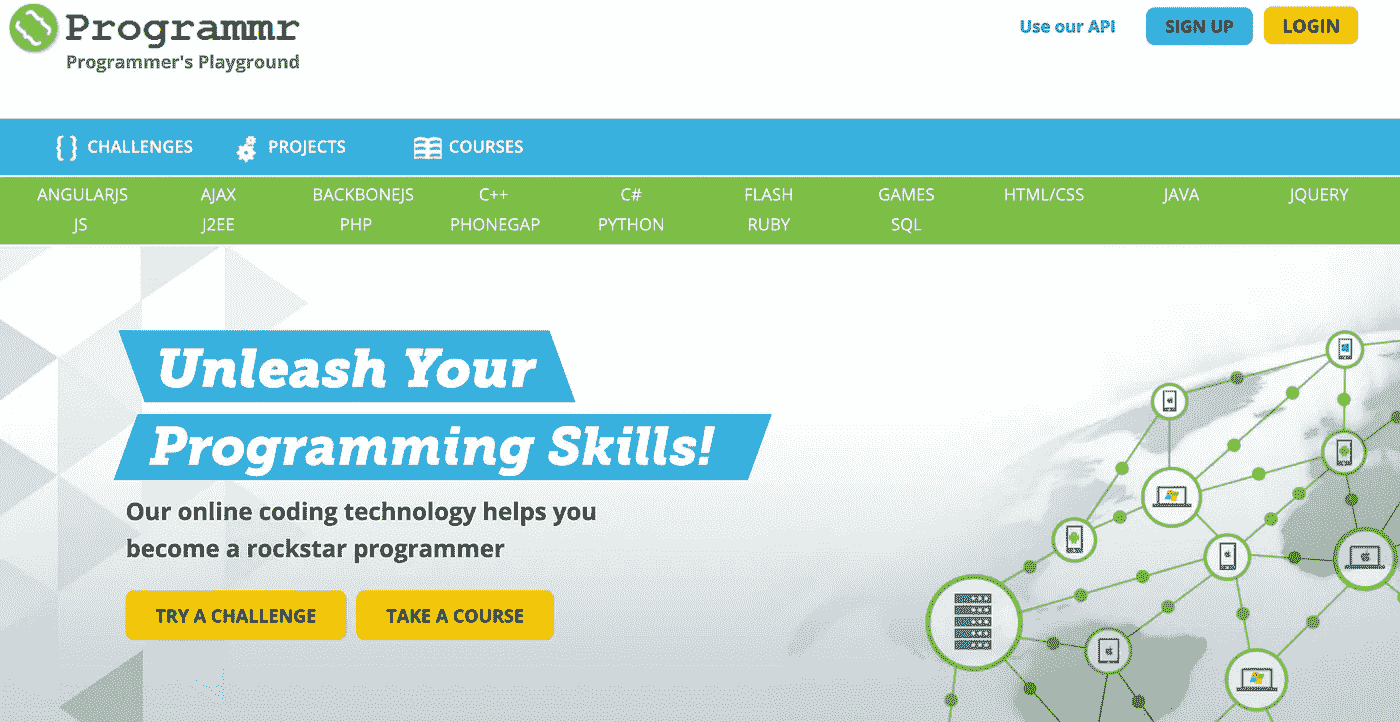 Programmr
Programmer's Playground
Use our API
SIGN UP
LOGIN
{ } CHALLENGES
PROJECTS
COURSES
ANGULARJS AJAX BACKBONEJS C++ C# FLASH GAMES HTML/CSS JAVA JQUERY
JS J2EE PHP PHONEGAP PYTHON RUBY SQL
Unleash Your
Programming Skills!
Our online coding technology helps you
become a rockstar programmer
TRY A CHALLENGE
TAKE A COURSE